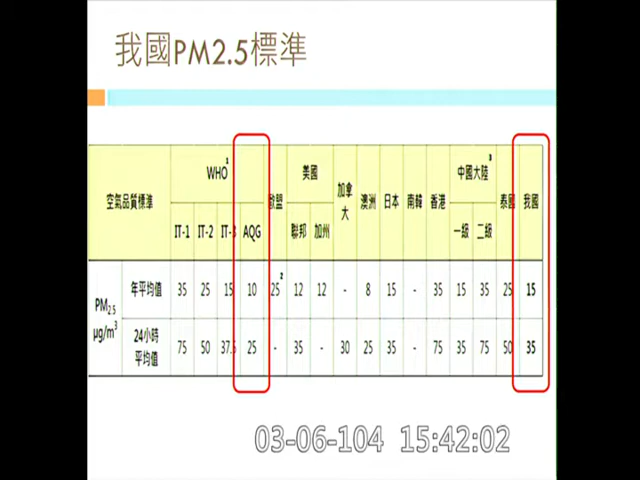 我國PM2.5標準
空氣品質標準 WHO1 歐盟 美國 加拿大 澳洲 日本 南韓 香港 中國大陸3 泰國 我國
IT-1 IT-2 IT-3 AQG 聯邦 加州 一級 二級
PM2.5 μg/m3
年平均值 35 25 15 10 252 12 12 - 8 15 - 35 15 35 25 15
24小時平均值 75 50 37.5 25 - 35 - 30 25 35 - 75 35 75 50 35
03-06-104 15:42:02